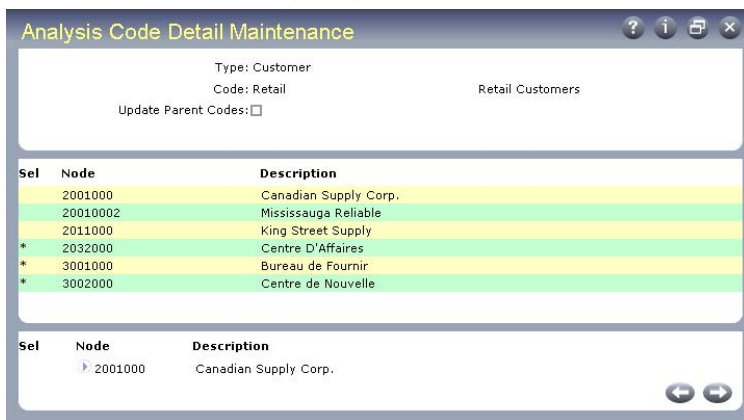 Analysis Code Detail Maintenance
Type: Customer
Code: Retail Retail Customers
Update Parent Codes:
Sel Node Description
2001000 Canadian Supply Corp.
20010002 Mississauga Reliable
2011000 King Street Supply
* 2032000 Centre D'Affaires
* 3001000 Bureau de Fournir
* 3002000 Centre de Nouvelle
Sel Node Description
2001000 Canadian Supply Corp.